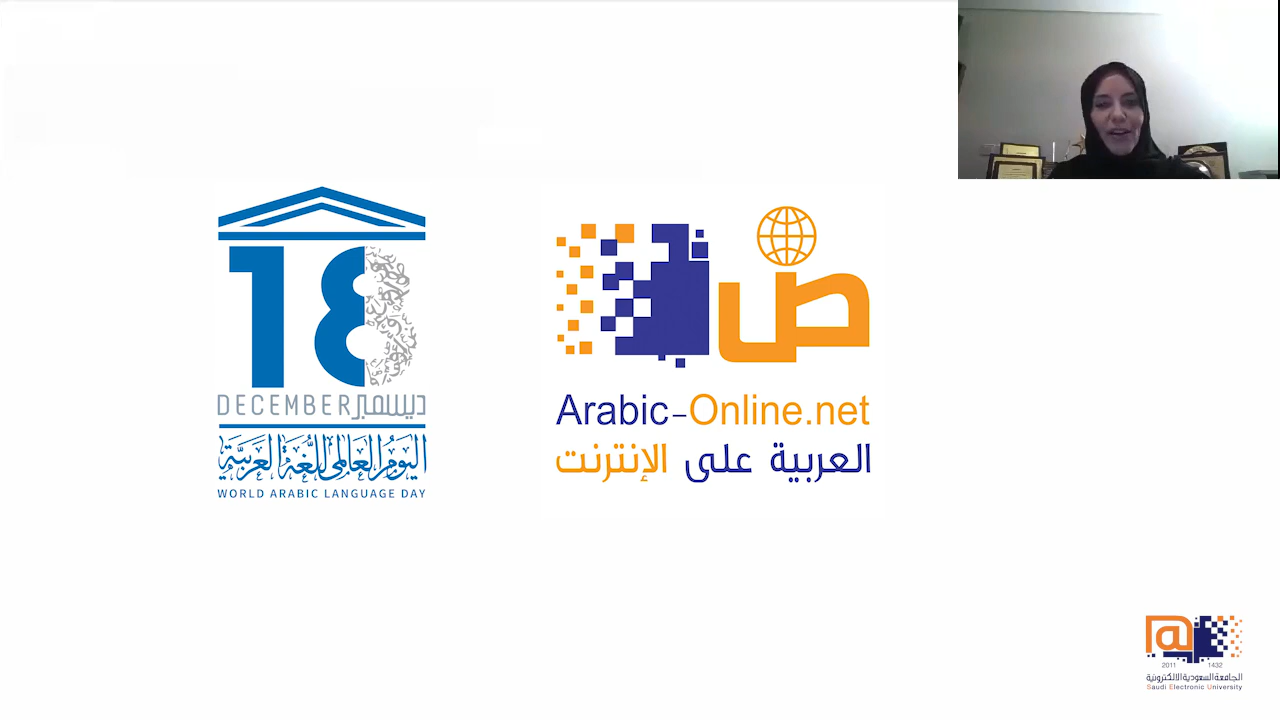 18
DECEMBER ديسمبر
اليوم العالمي للغة العربية
WORLD ARABIC LANGUAGE DAY
ض
Arabic-Online.net
العربية على الإنترنت
2011 1432
الجامعة السعودية الالكترونية
Saudi Electronic University